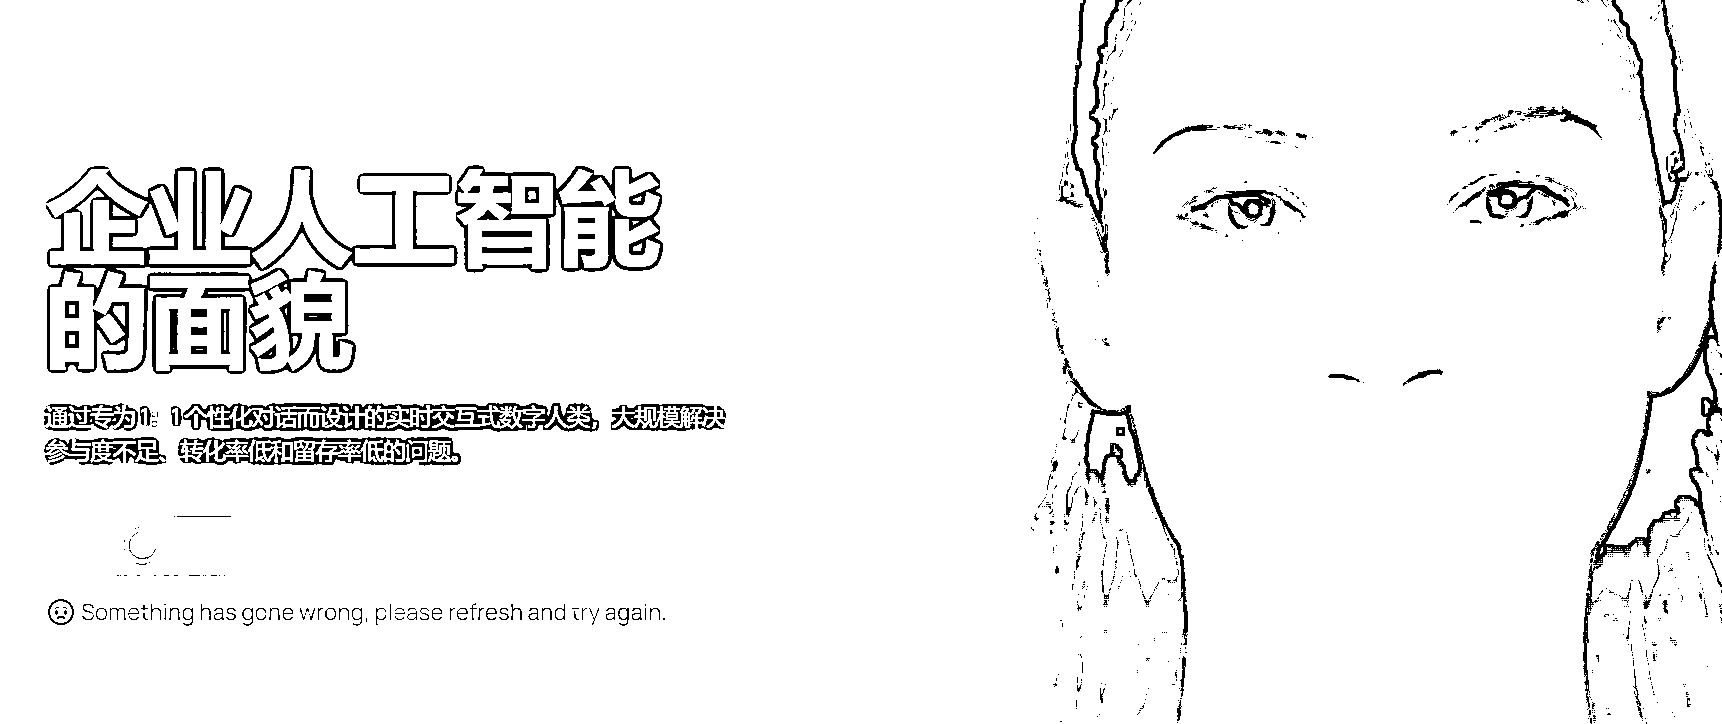 企业人工智能
的面貌
通过专为 1：1 个性化对话而设计的实时交互式数字人类，大规模解决
参与度不足、转化率低和留存率低的问题。
Something has gone wrong, please refresh and try again.